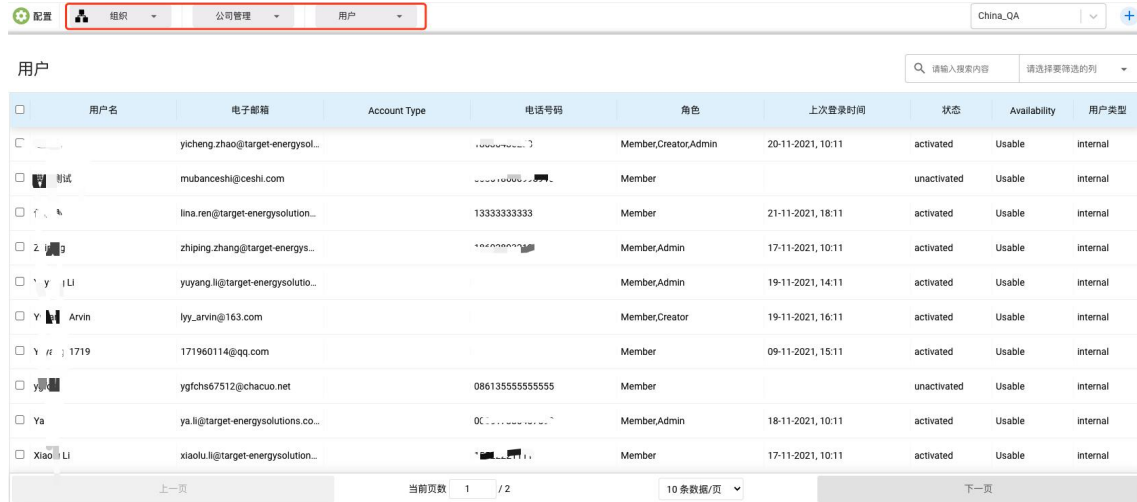 配置 组织 公司管理 用户 China_QA
用户 请输入搜索内容 请选择要筛选的列
用户名 电子邮箱 Account Type 电话号码 角色 上次登录时间 状态 Availability 用户类型
yicheng.zhao@target-energysol... Member,Creator,Admin 20-11-2021, 10:11 activated Usable internal
测试 mubanceshi@ceshi.com Member unactivated Usable internal
lina.ren@target-energysolution... 13333333333 Member 21-11-2021, 18:11 activated Usable internal
zhiping.zhang@target-energys... Member,Admin 17-11-2021, 10:11 activated Usable internal
Li yuyang.li@target-energysolutio... Member,Admin 19-11-2021, 14:11 activated Usable internal
Arvin lyy_arvin@163.com Member,Creator 19-11-2021, 16:11 activated Usable internal
1719 171960114@qq.com Member 09-11-2021, 15:11 activated Usable internal
ygfchs67512@chacuo.net 086135555555555 Member unactivated Usable internal
Ya ya.li@target-energysolutions.co... Member,Admin 18-11-2021, 10:11 activated Usable internal
Li xiaolu.li@target-energysolution... Member 17-11-2021, 10:11 activated Usable internal
上一页 当前页数 1 / 2 10 条数据/页 下一页